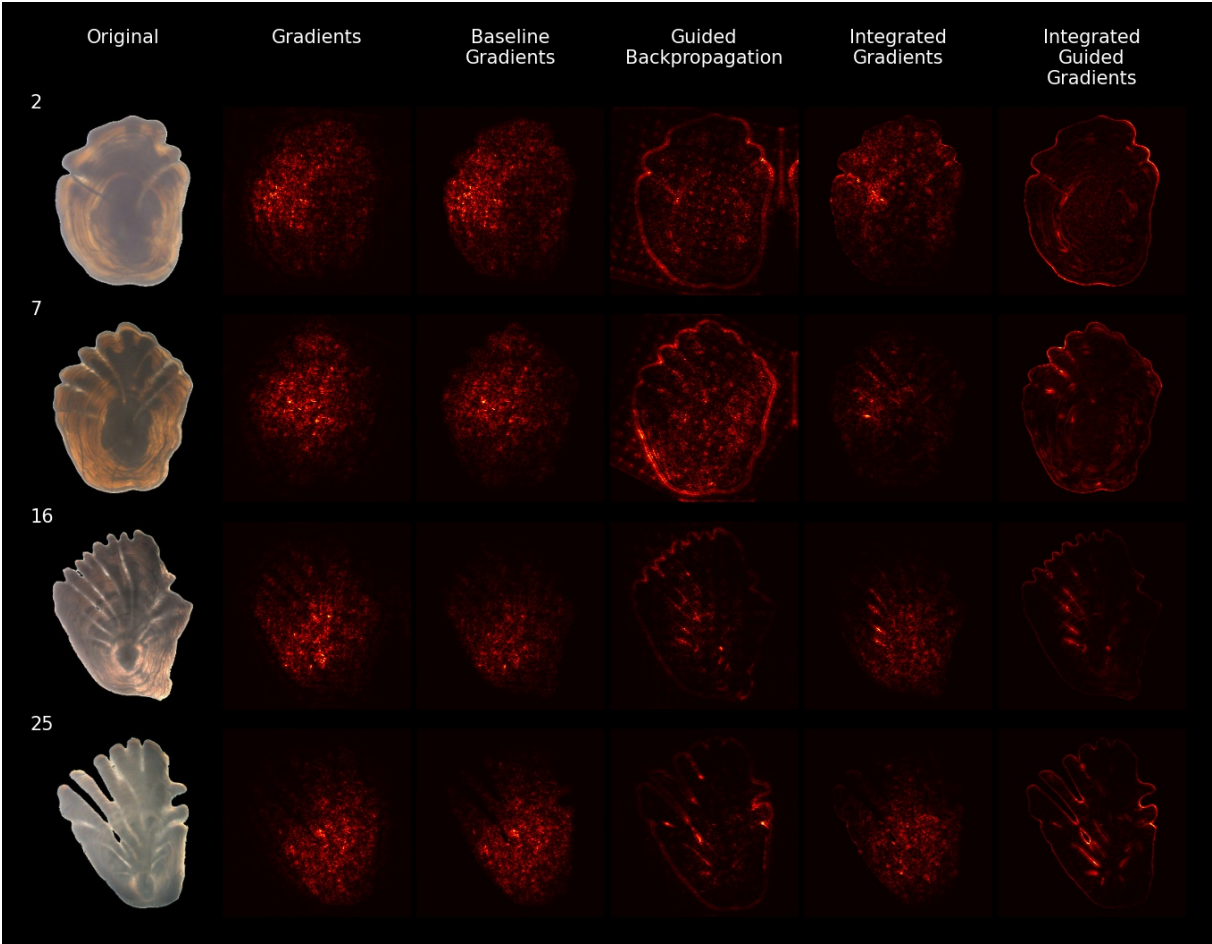 Original
Gradients
Baseline
Gradients
Guided
Backpropagation
Integrated
Gradients
Integrated
Guided
Gradients
2
7
16
25